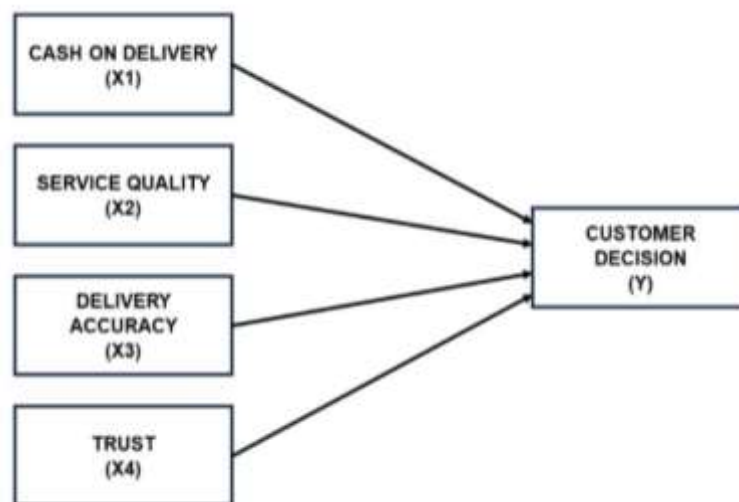 CASH ON DELIVERY
(X1)
SERVICE QUALITY
(X2)
DELIVERY
ACCURACY
(X3)
TRUST
(X4)
CUSTOMER
DECISION
(Y)